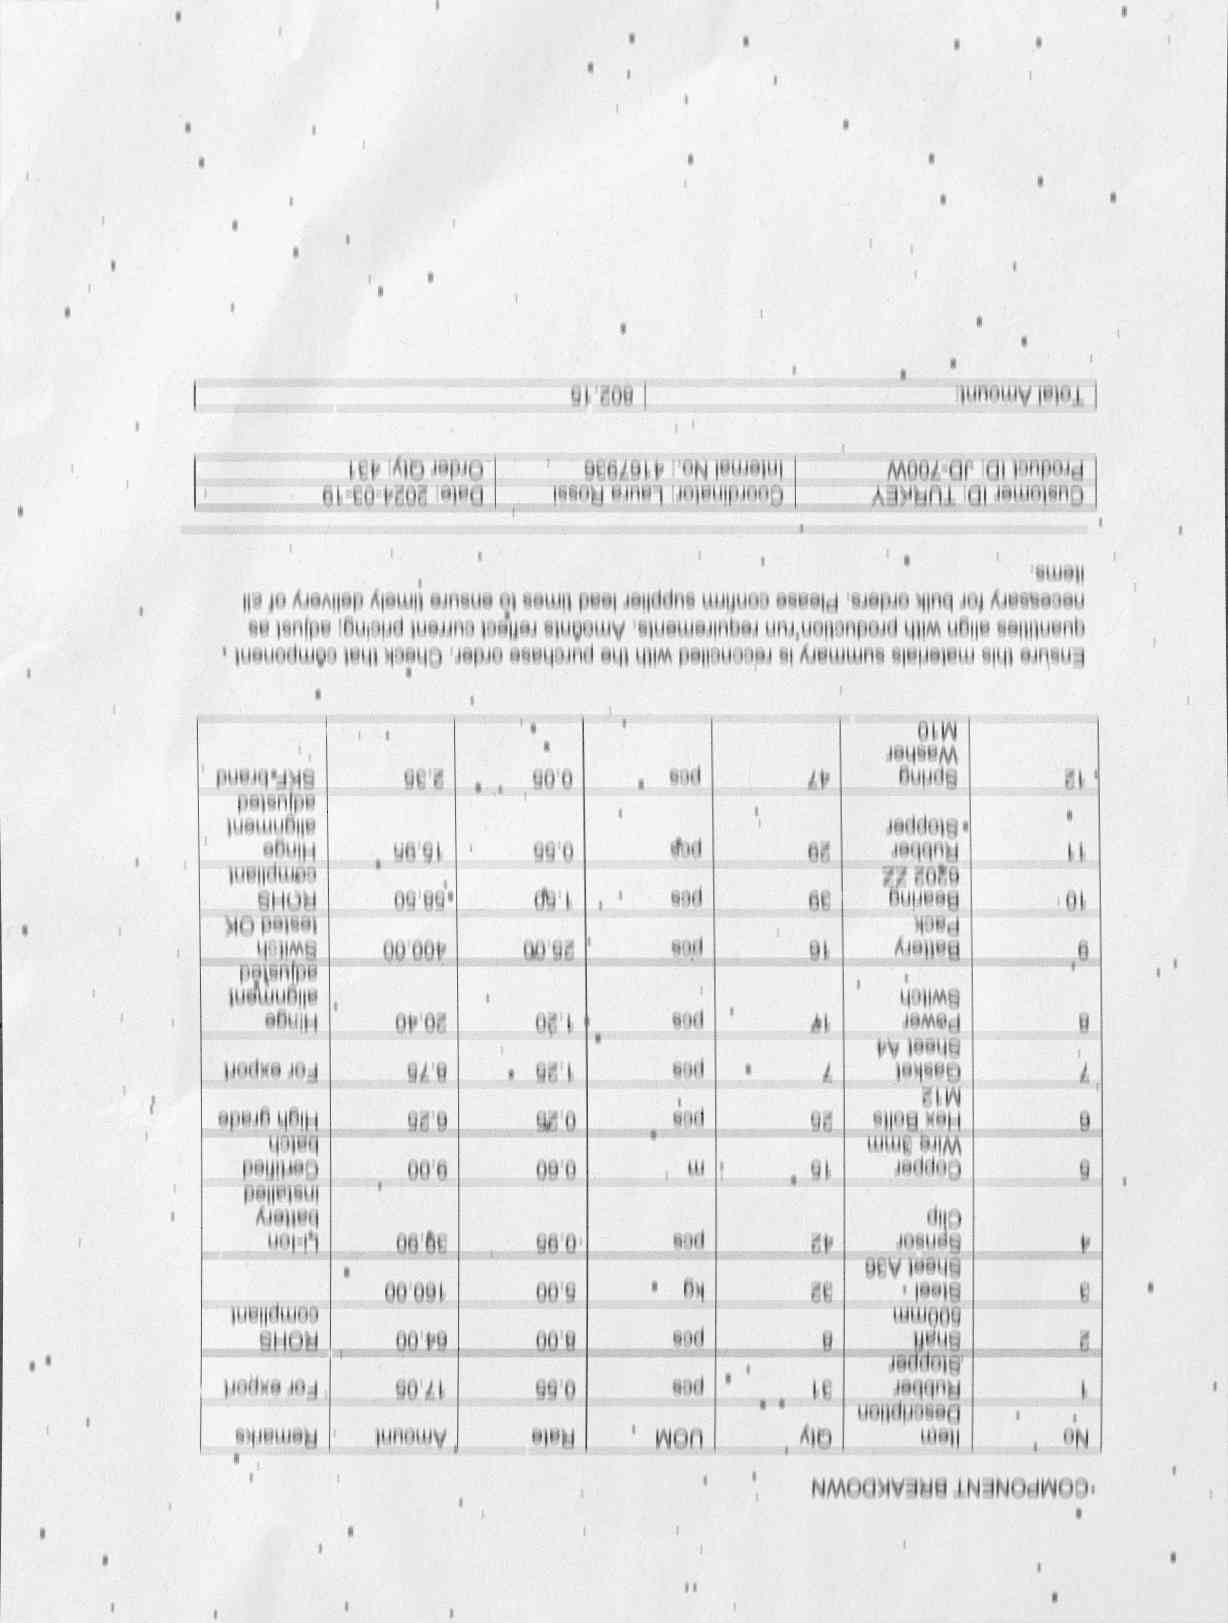 COMPONENT BREAKDOWN
No Item Description Qty UOM Rate Amount Remarks
1 Rubber Stopper 31 pcs 0.55 17.05 For export
2 Shaft 500mm 8 pcs 8.00 64.00 ROHS compliant
3 Steel Sheet A36 32 kg 5.00 160.00
4 Sensor Clip 42 pcs 0.95 39.90 Li-Ion battery installed
5 Copper Wire 3mm 15 m 0.60 9.00 Certified batch
6 Hex Bolts M12 25 pcs 0.25 6.25 High grade
7 Gasket Sheet A4 7 pcs 1.25 8.75 For export
8 Power Switch 17 pcs 1.20 20.40 Hinge alignment adjusted
9 Battery Pack 16 pcs 25.00 400.00 Switch tested OK
10 Bearing 6202 ZZ 39 pcs 1.50 58.50 ROHS compliant
11 Rubber Stopper 29 pcs 0.55 15.95 Hinge alignment adjusted
12 Spring Washer M10 47 pcs 0.05 2.35 SKF brand
Ensure this materials summary is reconciled with the purchase order. Check that component
quantities align with production run requirements. Amounts reflect current pricing; adjust as
necessary for bulk orders. Please confirm supplier lead times to ensure timely delivery of all
items.
Customer ID: TURKEY Coordinator: Laura Rossi Date: 2024-03-19
Product ID: JD-700W Internal No.: 4167936 Order Qty: 431
Total Amount: 802.15